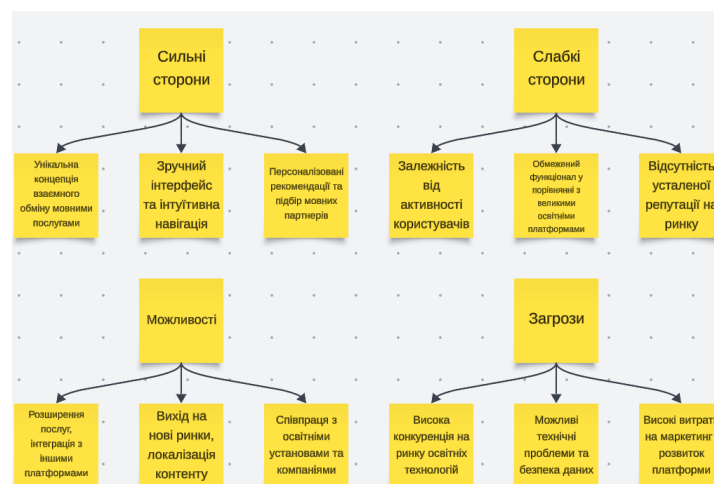 Сильні
сторони
Слабкі
сторони
Унікальна
концепція
взаємного
обміну мовними
послугами
Зручний
інтерфейс
та інтуїтивна
навігація
Персоналізовані
рекомендації та
підбір мовних
партнерів
Залежність
від
активності
користувачів
Обмежений
функціонал у
порівнянні з
великими
освітніми
платформами
Відсутність
усталеної
репутації на
ринку
Можливості
Загрози
Розширення
послуг,
інтеграція з
іншими
платформами
Вихід на
нові ринки,
локалізація
контенту
Співпраця з
освітніми
установами та
компаніями
Висока
конкуренція на
ринку освітніх
технологій
Можливі
технічні
проблеми та
безпека даних
Високі витрати
на маркетинг і
розвиток
платформи